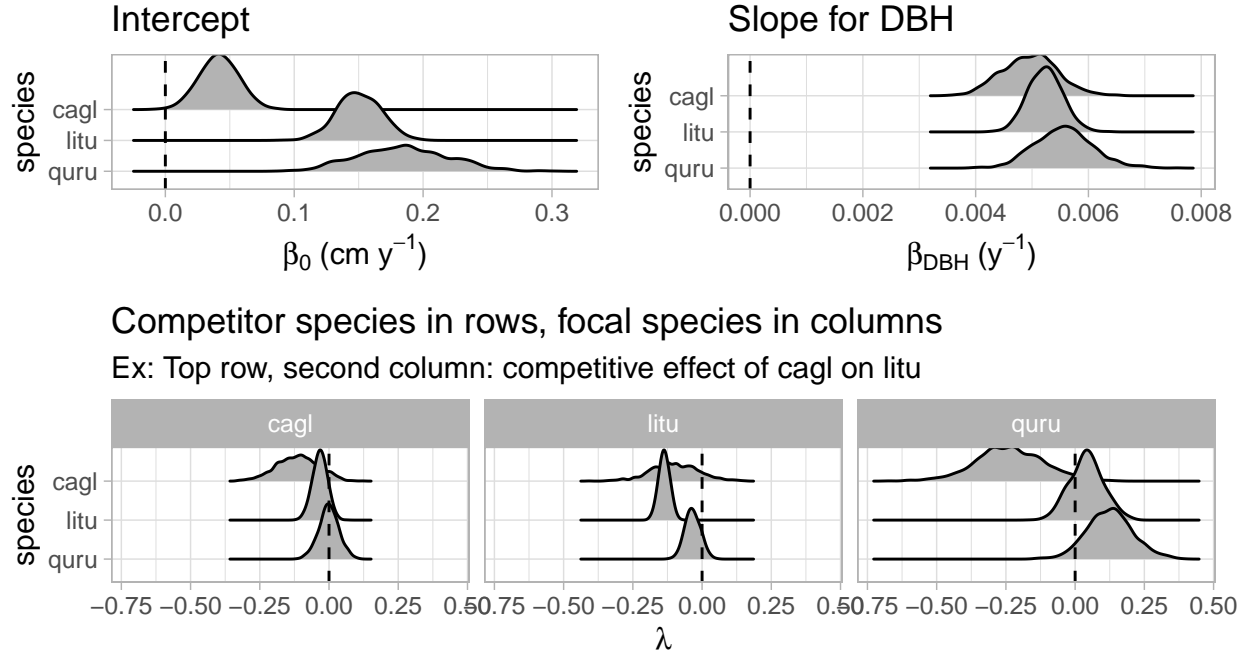 Intercept
species
cagl
litu
quru
0.0 0.1 0.2 0.3
β₀ (cm y⁻¹)
Slope for DBH
species
cagl
litu
quru
0.000 0.002 0.004 0.006 0.008
β_DBH (y⁻¹)
Competitor species in rows, focal species in columns
Ex: Top row, second column: competitive effect of cagl on litu
cagl litu quru
species
cagl
litu
quru
−0.75 −0.50 −0.25 0.00 0.25 0.50
−0.75 −0.50 −0.25 0.00 0.25 0.50
−0.75 −0.50 −0.25 0.00 0.25 0.50
λ